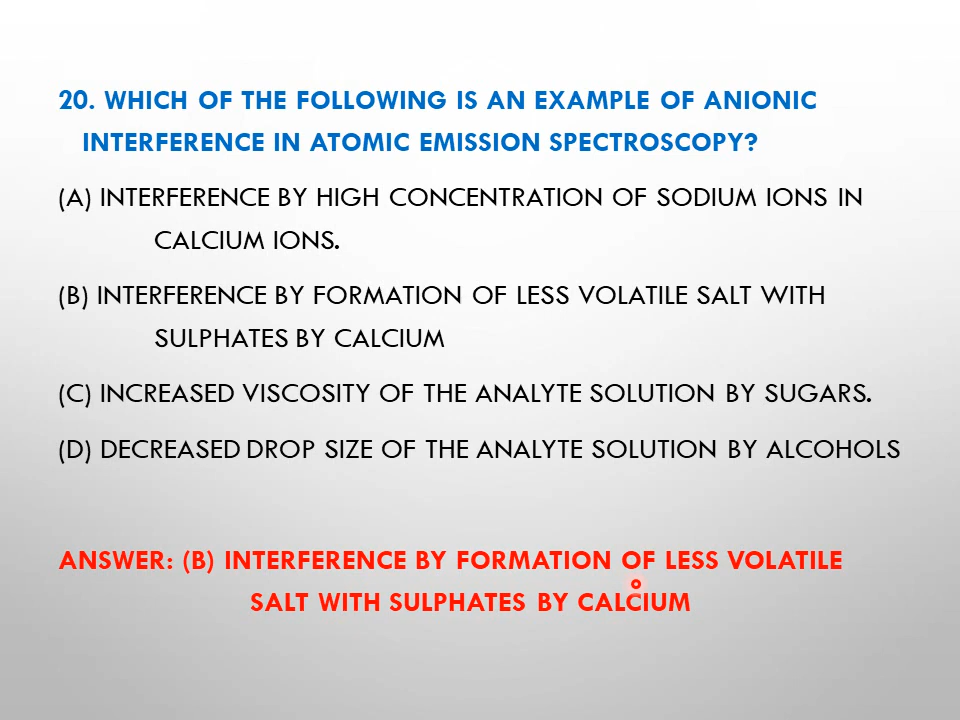 20. WHICH OF THE FOLLOWING IS AN EXAMPLE OF ANIONIC
INTERFERENCE IN ATOMIC EMISSION SPECTROSCOPY?
(A) INTERFERENCE BY HIGH CONCENTRATION OF SODIUM IONS IN
CALCIUM IONS.
(B) INTERFERENCE BY FORMATION OF LESS VOLATILE SALT WITH
SULPHATES BY CALCIUM
(C) INCREASED VISCOSITY OF THE ANALYTE SOLUTION BY SUGARS.
(D) DECREASED DROP SIZE OF THE ANALYTE SOLUTION BY ALCOHOLS
ANSWER: (B) INTERFERENCE BY FORMATION OF LESS VOLATILE
SALT WITH SULPHATES BY CALCIUM